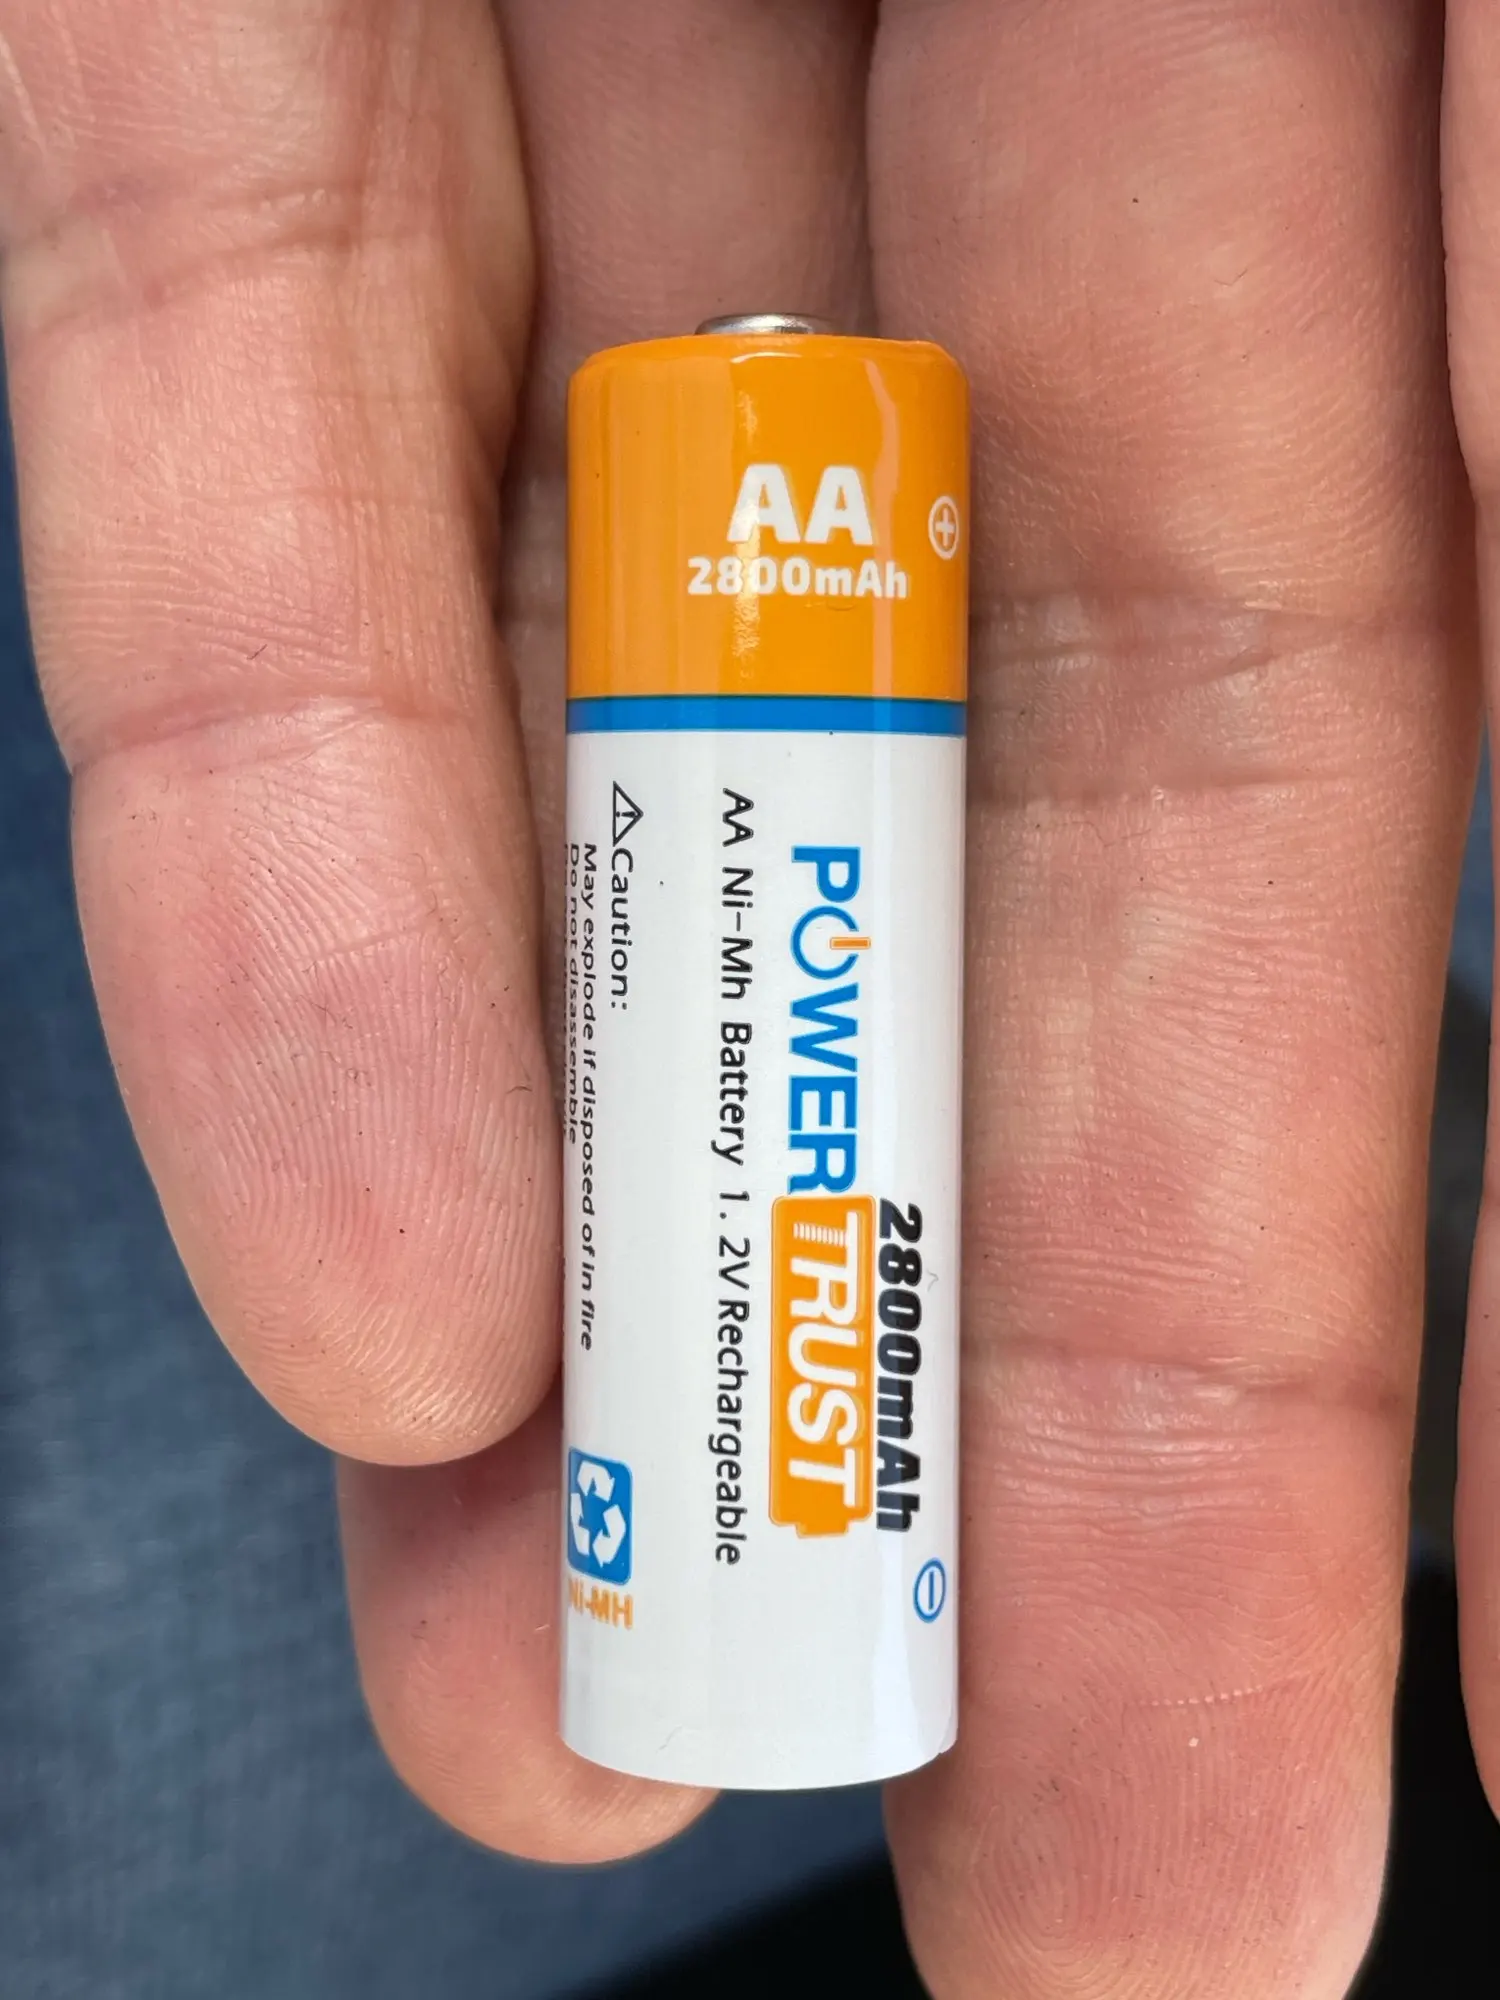 AA
2800mAh
POWER TRUST
2800mAh
AA Ni-Mh Battery 1.2V Rechargeable
Caution:
May explode if disposed of in fire
Do not disassemble
Ni-MH